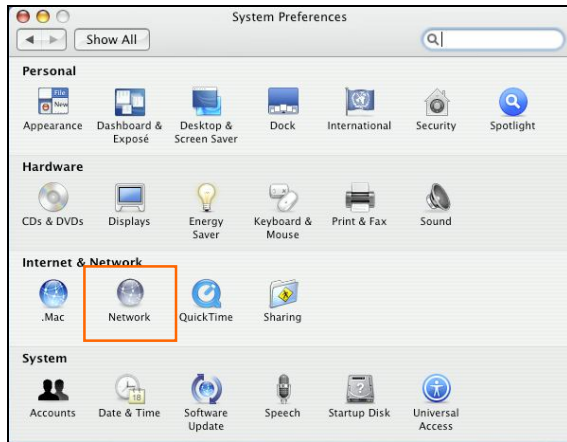 System Preferences
Show All
Personal
File
New
Appearance
Dashboard &
Exposé
Desktop &
Screen Saver
Dock
International
Security
Spotlight
Hardware
CDs & DVDs
Displays
Energy
Saver
Keyboard &
Mouse
Print & Fax
Sound
Internet & Network
.Mac
Network
QuickTime
Sharing
System
18
Accounts
Date & Time
Software
Update
Speech
?
Startup Disk
Universal
Access